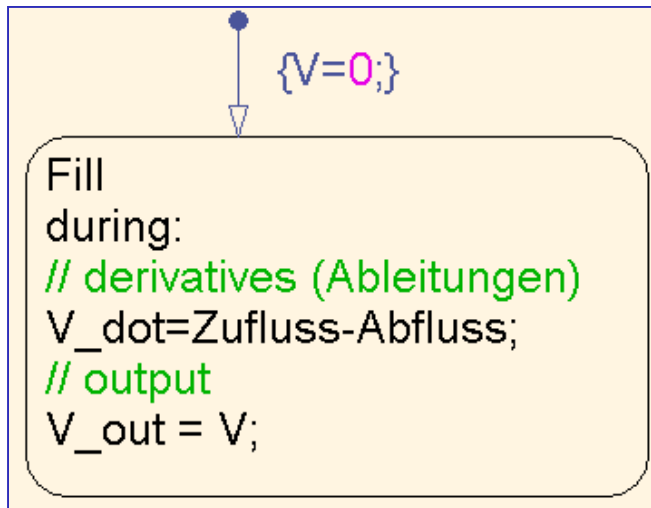 {V=0;}
Fill
during:
// derivatives (Ableitungen)
V_dot=Zufluss-Abfluss;
// output
V_out = V;